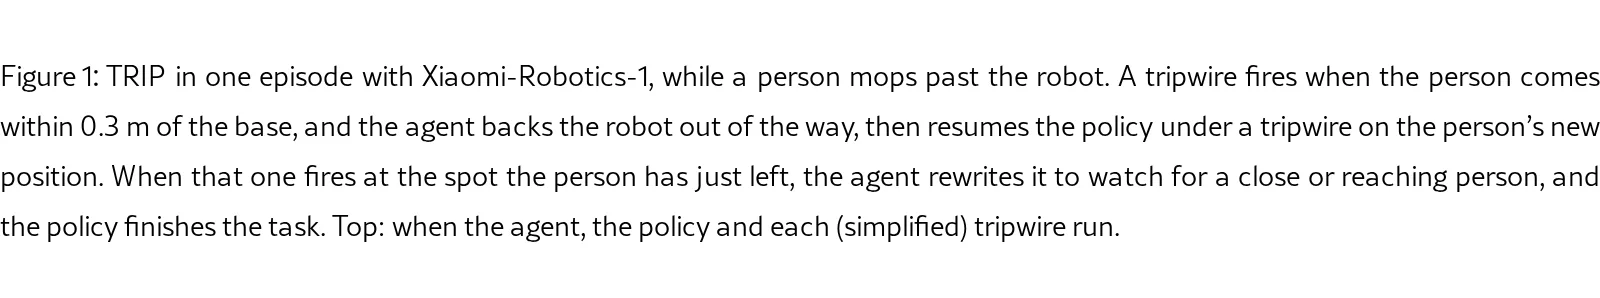 Figure 1: TRIP in one episode with Xiaomi-Robotics-1, while a person mops past the robot. A tripwire fires when the person comes
within 0.3 m of the base, and the agent backs the robot out of the way, then resumes the policy under a tripwire on the person’s new
position. When that one fires at the spot the person has just left, the agent rewrites it to watch for a close or reaching person, and
the policy finishes the task. Top: when the agent, the policy and each (simplified) tripwire run.